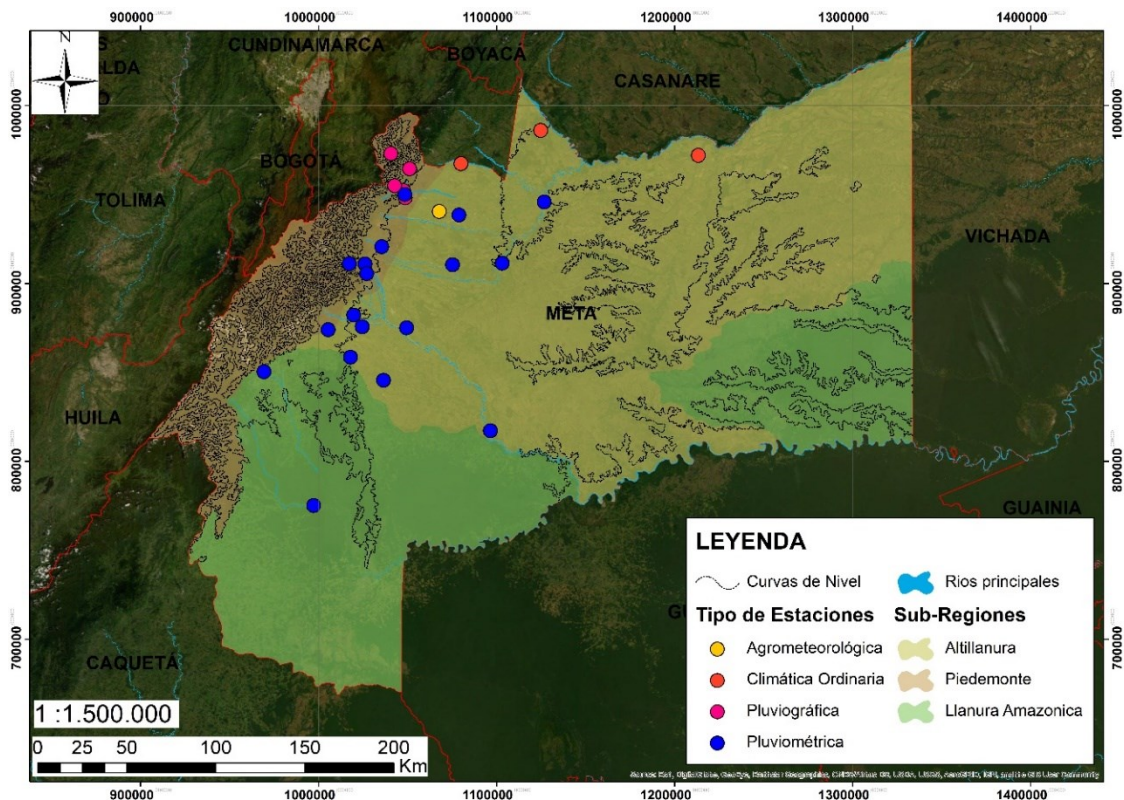 900000 1000000 1100000 1200000 1300000 1400000
N
CUNDINAMARCA
BOYACÁ
CASANARE
1000000 1000000
BOGOTÁ
TOLIMA
VICHADA
900000 900000
META
HUILA
800000 800000
GUAINIA
LEYENDA
Curvas de Nivel
Rios principales
Tipo de Estaciones
Sub-Regiones
Agrometeorológica
Altillanura
Climática Ordinaria
Piedemonte
Pluviográfica
Llanura Amazonica
Pluviométrica
700000 700000
CAQUETÁ
1 :1.500.000
0 25 50 100 150 200
Km
900000 1000000 1100000 1200000 1300000 1400000